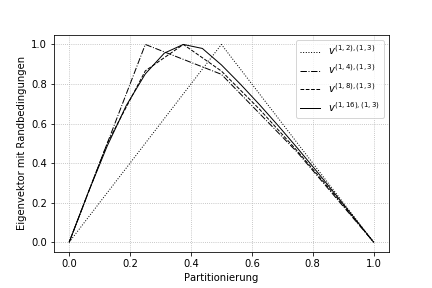 Eigenvektor mit Randbedingungen
1.0
0.8
0.6
0.4
0.2
0.0
v^(1, 2), (1, 3)
v^(1, 4), (1, 3)
v^(1, 8), (1, 3)
v^(1, 16), (1, 3)
0.0 0.2 0.4 0.6 0.8 1.0
Partitionierung